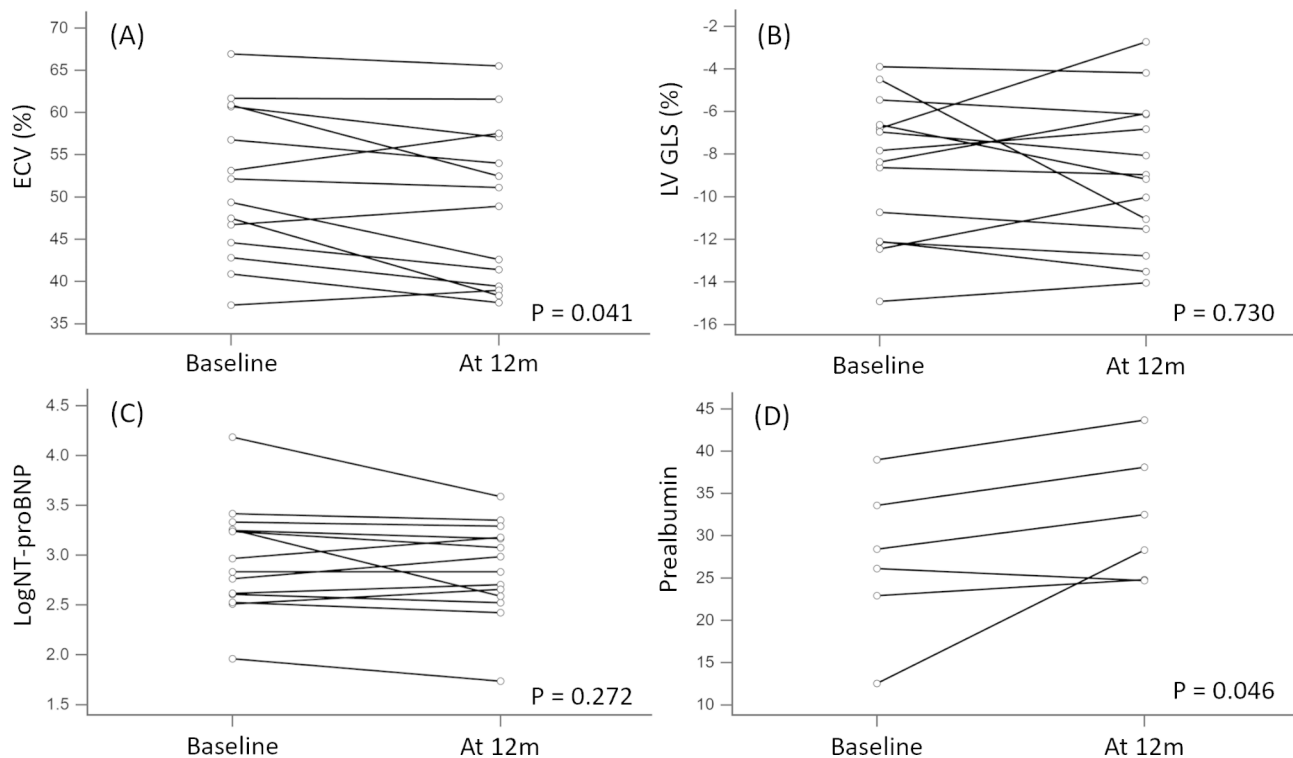 (A)
ECV (%)
70
65
60
55
50
45
40
35
P = 0.041
Baseline
At 12m
(B)
LV GLS (%)
-2
-4
-6
-8
-10
-12
-14
-16
P = 0.730
Baseline
At 12m
(C)
LogNT-proBNP
4.5
4.0
3.5
3.0
2.5
2.0
1.5
P = 0.272
Baseline
At 12m
(D)
Prealbumin
45
40
35
30
25
20
15
10
P = 0.046
Baseline
At 12m